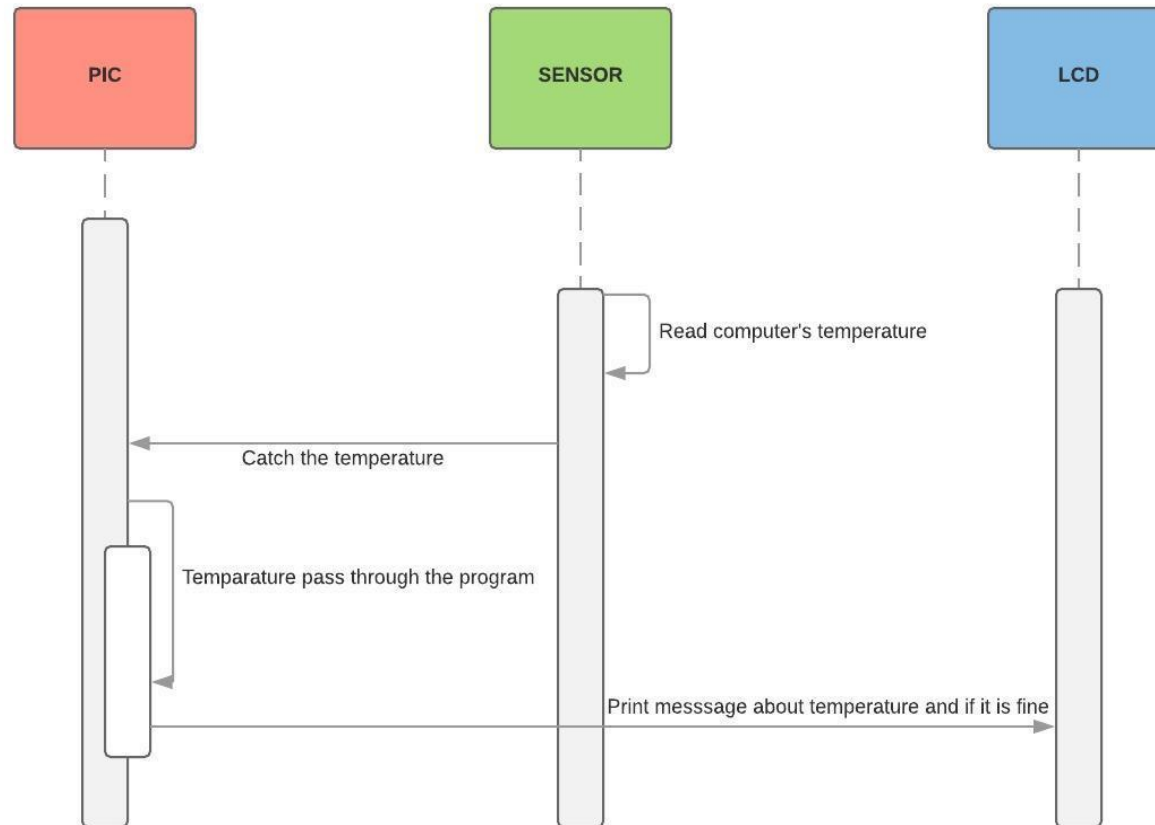 PIC
SENSOR
LCD
Read computer's temperature
Catch the temperature
Temparature pass through the program
Print messsage about temperature and if it is fine